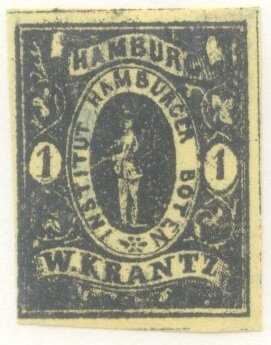 HAMBURG
INSTITUT HAMBURGER BOTEN
1 1
W. KRANTZ